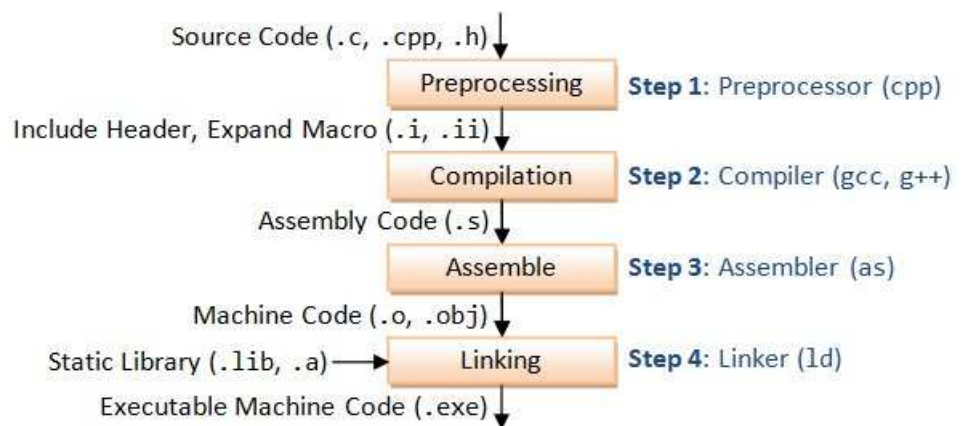 Source Code (.c, .cpp, .h)
Preprocessing
Step 1: Preprocessor (cpp)
Include Header, Expand Macro (.i, .ii)
Compilation
Step 2: Compiler (gcc, g++)
Assembly Code (.s)
Assemble
Step 3: Assembler (as)
Machine Code (.o, .obj)
Static Library (.lib, .a)
Linking
Step 4: Linker (ld)
Executable Machine Code (.exe)